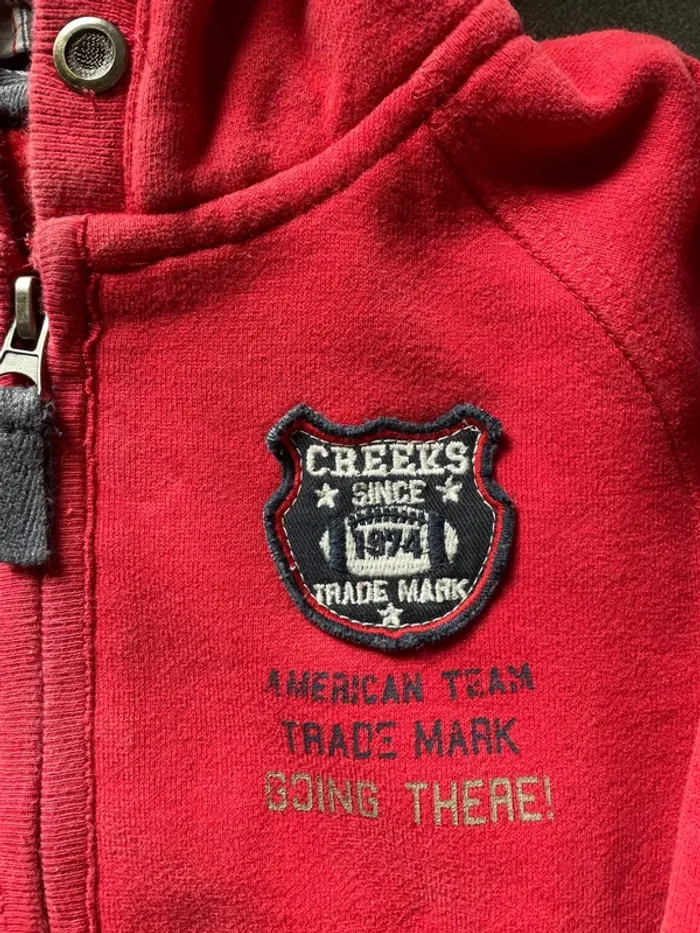 CREEKS
SINCE
1974
TRADE MARK
AMERICAN TEAM
TRADE MARK
GOING THERE!